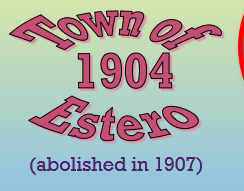 Town of
1904
Estero
(abolished in 1907)